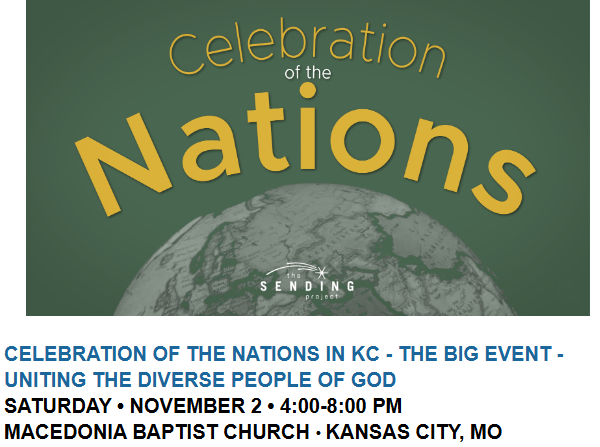 Celebration
of the
Nations
the
SENDING
project
CELEBRATION OF THE NATIONS IN KC - THE BIG EVENT -
UNITING THE DIVERSE PEOPLE OF GOD
SATURDAY • NOVEMBER 2 • 4:00-8:00 PM
MACEDONIA BAPTIST CHURCH • KANSAS CITY, MO